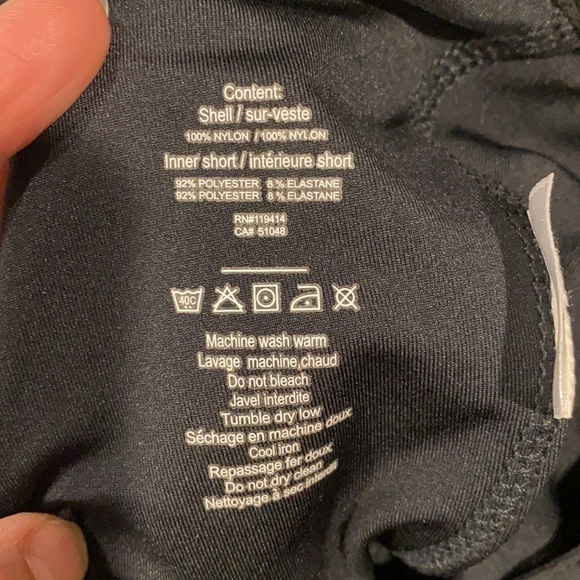 Content:
Shell / sur-veste
100% NYLON / 100% NYLON
Inner short / intérieure short
92% POLYESTER, 8 % ELASTANE
92% POLYESTER, 8 % ELASTANE
RN#119414
CA# 51048
40C
Machine wash warm
Lavage machine,chaud
Do not bleach
Javel interdite
Tumble dry low
Séchage en machine doux
Cool iron
Repassage fer doux
Do not dry clean
Nettoyage à sec interdit